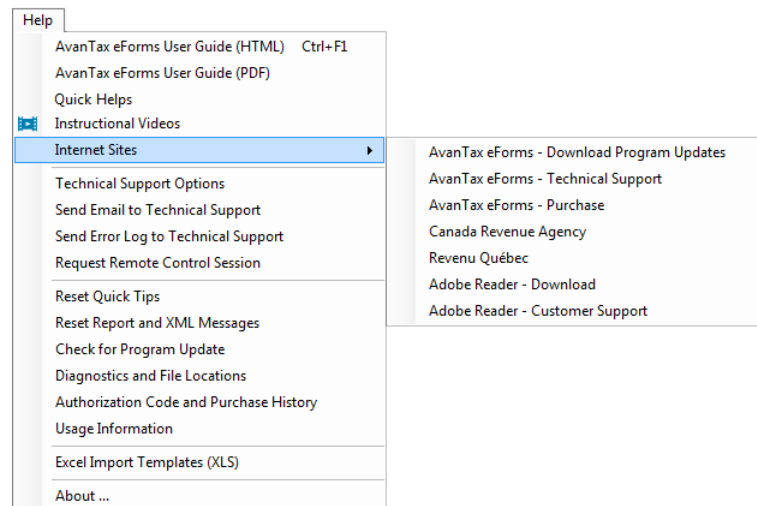 Help
AvanTax eForms User Guide (HTML) Ctrl+F1
AvanTax eForms User Guide (PDF)
Quick Helps
Instructional Videos
Internet Sites
AvanTax eForms - Download Program Updates
AvanTax eForms - Technical Support
AvanTax eForms - Purchase
Canada Revenue Agency
Revenu Québec
Adobe Reader - Download
Adobe Reader - Customer Support
Technical Support Options
Send Email to Technical Support
Send Error Log to Technical Support
Request Remote Control Session
Reset Quick Tips
Reset Report and XML Messages
Check for Program Update
Diagnostics and File Locations
Authorization Code and Purchase History
Usage Information
Excel Import Templates (XLS)
About ...